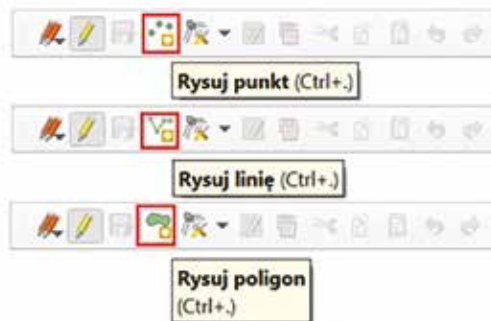 Rysuj punkt (Ctrl+.)
Rysuj linię (Ctrl+.)
Rysuj poligon
(Ctrl+.)